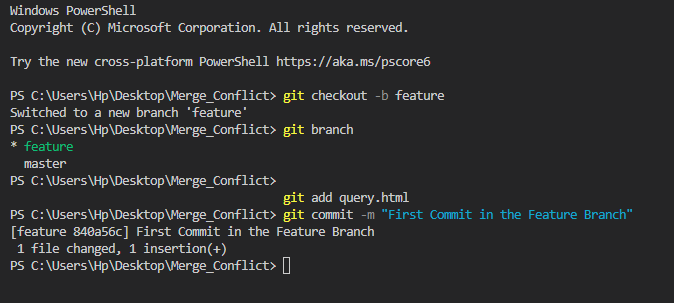 Windows PowerShell
Copyright (C) Microsoft Corporation. All rights reserved.
Try the new cross-platform PowerShell https://aka.ms/pscore6
PS C:\Users\Hp\Desktop\Merge_Conflict> git checkout -b feature
Switched to a new branch 'feature'
PS C:\Users\Hp\Desktop\Merge_Conflict> git branch
* feature
  master
PS C:\Users\Hp\Desktop\Merge_Conflict>
                                       git add query.html
PS C:\Users\Hp\Desktop\Merge_Conflict> git commit -m "First Commit in the Feature Branch"
[feature 840a56c] First Commit in the Feature Branch
 1 file changed, 1 insertion(+)
PS C:\Users\Hp\Desktop\Merge_Conflict>